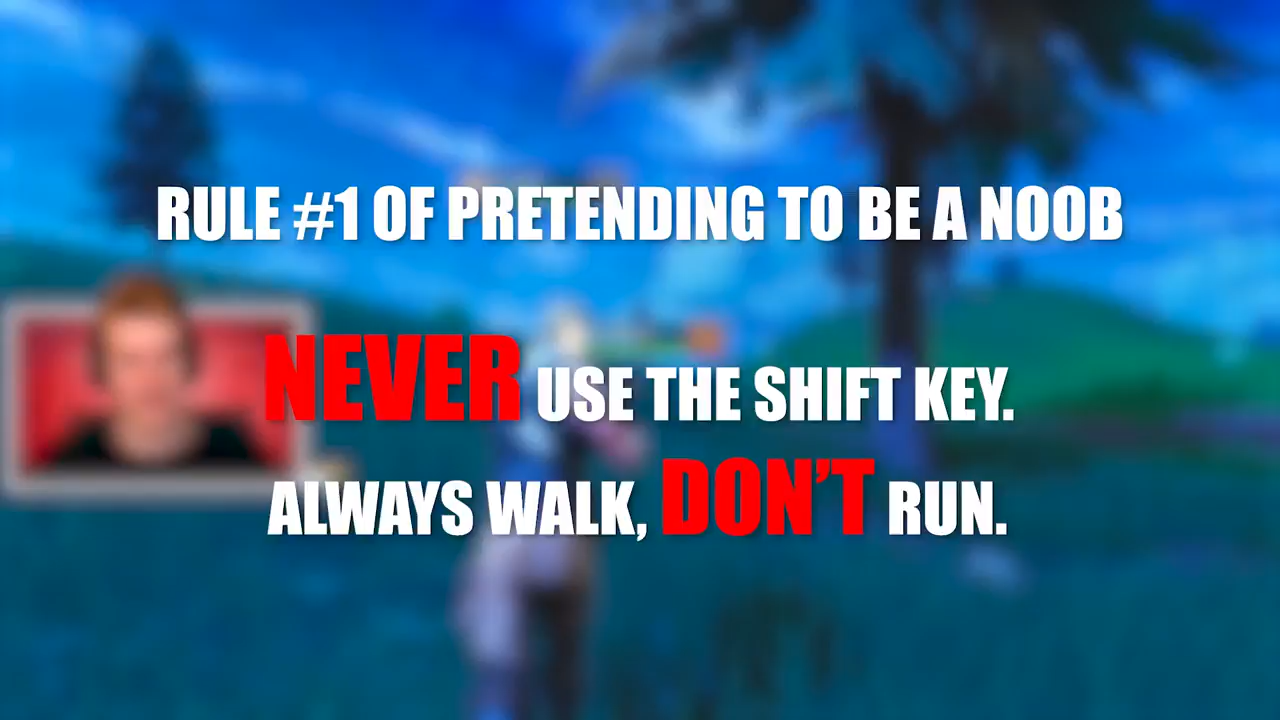 RULE #1 OF PRETENDING TO BE A NOOB
NEVER USE THE SHIFT KEY.
ALWAYS WALK, DON'T RUN.